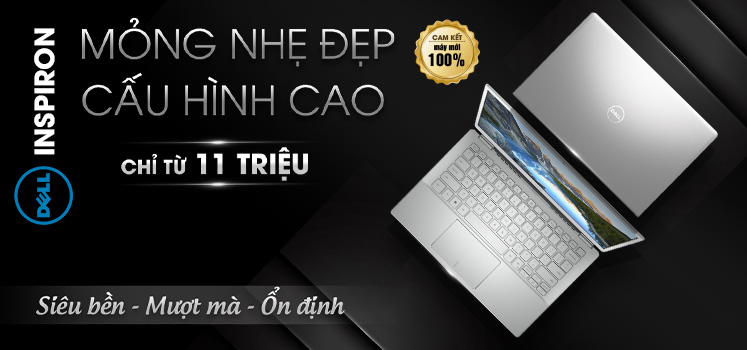 DELL INSPIRON
MỎNG NHẸ ĐẸP
CẤU HÌNH CAO
CHỈ TỪ 11 TRIỆU
CAM KẾT
máy mới
100%
DELL
Siêu bền - Mượt mà - Ổn định